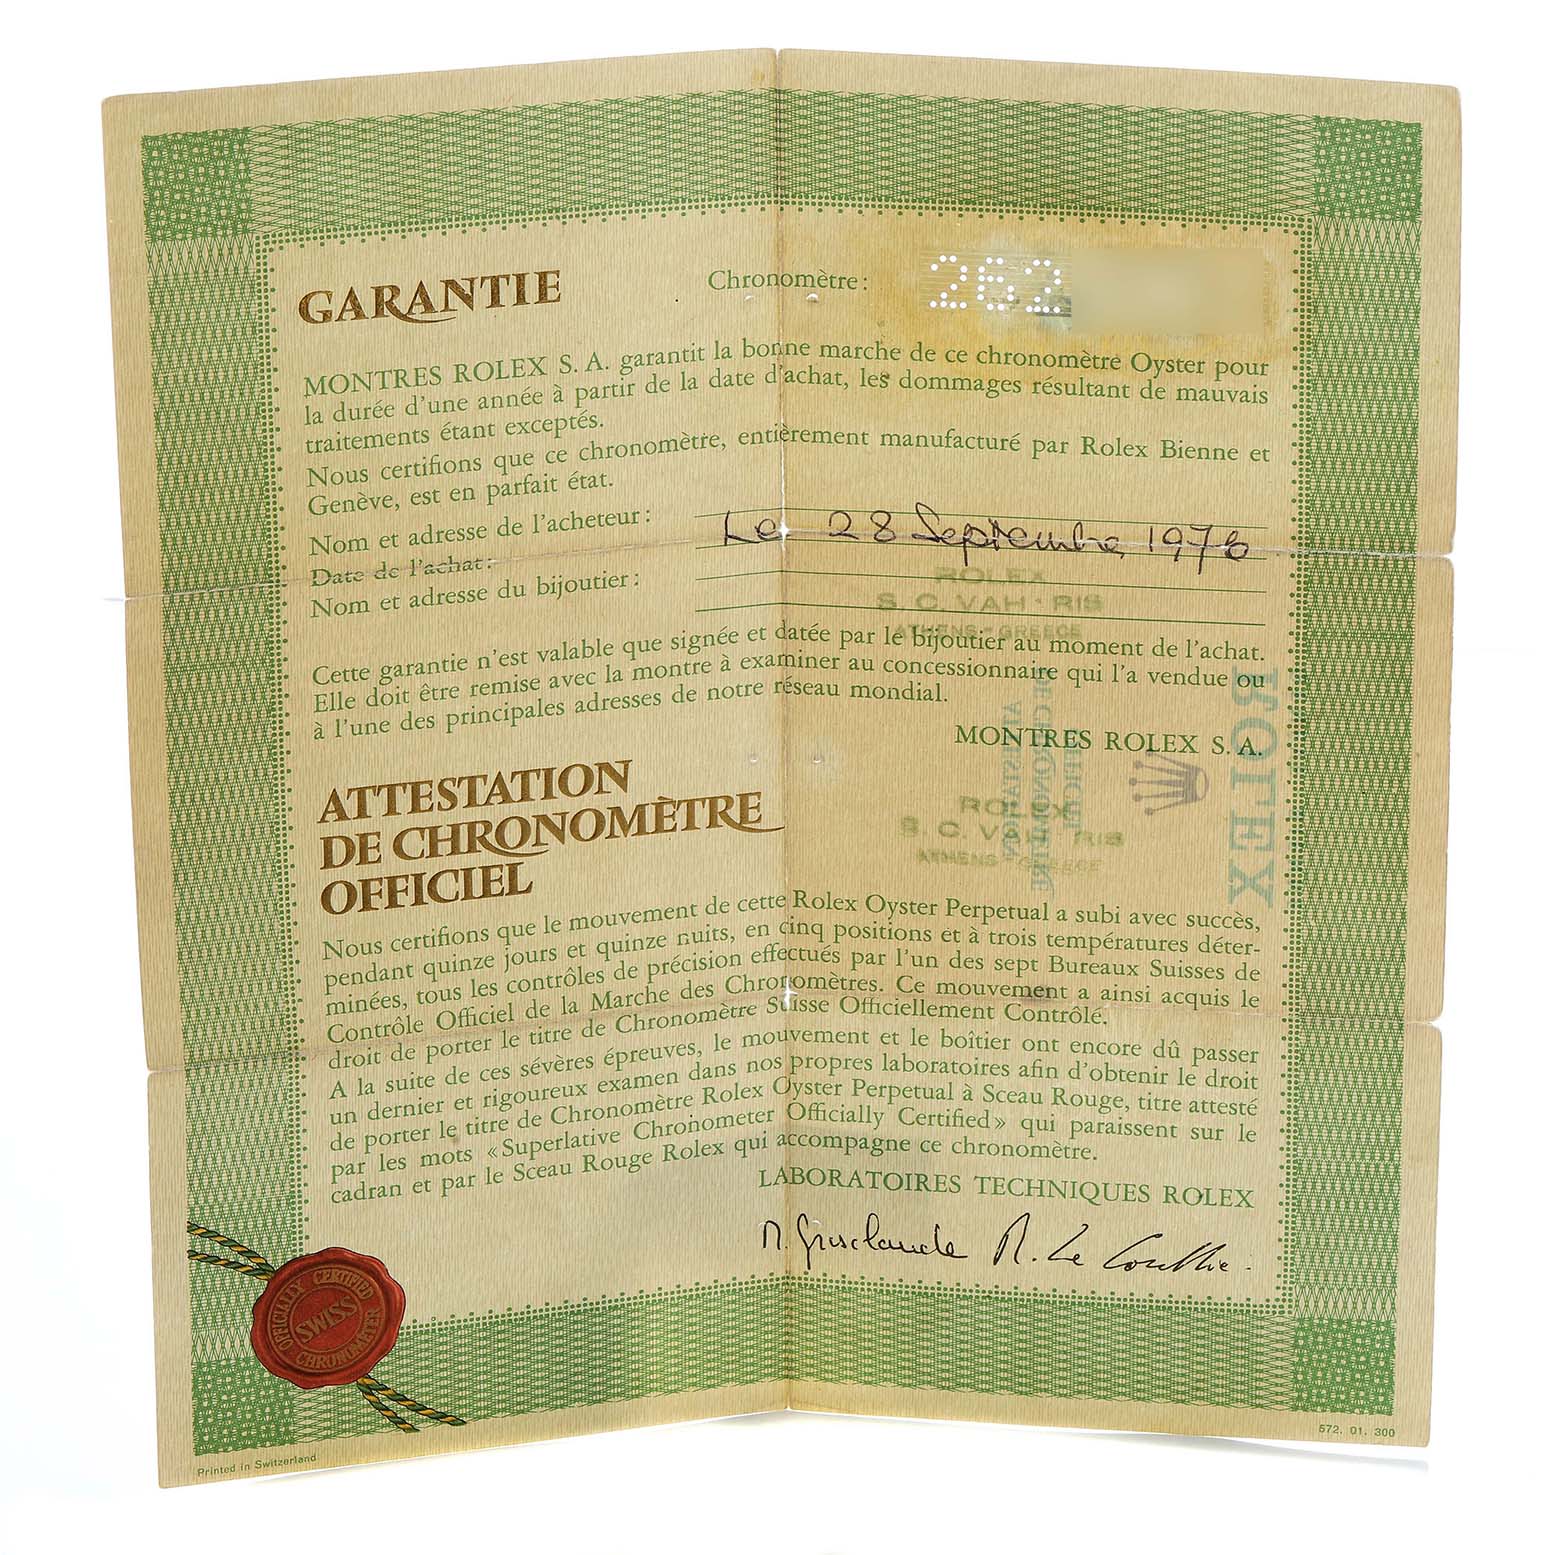 GARANTIE
Chronomètre: 262
MONTRES ROLEX S. A. garantit la bonne marche de ce chronomètre Oyster pour
la durée d'une année à partir de la date d'achat, les dommages résultant de mauvais
traitements étant exceptés.
Nous certifions que ce chronomètre, entièrement manufacturé par Rolex Bienne et
Genève, est en parfait état.
Nom et adresse de l'acheteur:
Le 28 Septembre 1976
Date de l'achat:
Nom et adresse du bijoutier:
ROLEX
S. C. VAH RIS
ATHENS - GREECE
Cette garantie n'est valable que signée et datée par le bijoutier au moment de l'achat.
Elle doit être remise avec la montre à examiner au concessionnaire qui l'a vendue ou
à l'une des principales adresses de notre réseau mondial.
MONTRES ROLEX S. A.
ROLEX
ATTESTATION
DE CHRONOMÈTRE
OFFICIEL
ATTESTATION
DE CHRONOMÈTRE
OFFICIEL
ROLEX
S. C. VAH RIS
ATHENS - GREECE
Nous certifions que le mouvement de cette Rolex Oyster Perpetual a subi avec succès,
pendant quinze jours et quinze nuits, en cinq positions et à trois températures déter-
minées, tous les contrôles de précision effectués par l'un des sept Bureaux Suisses de
Contrôle Officiel de la Marche des Chronomètres. Ce mouvement a ainsi acquis le
droit de porter le titre de Chronomètre Suisse Officiellement Contrôlé.
A la suite de ces sévères épreuves, le mouvement et le boîtier ont encore dû passer
un dernier et rigoureux examen dans nos propres laboratoires afin d'obtenir le droit
de porter le titre de Chronomètre Rolex Oyster Perpetual à Sceau Rouge, titre attesté
par les mots «Superlative Chronometer Officially Certified» qui paraissent sur le
cadran et par le Sceau Rouge Rolex qui accompagne ce chronomètre.
LABORATOIRES TECHNIQUES ROLEX
OFFICIALLY CERTIFIED
SWISS
CHRONOMETER
Printed in Switzerland
572. 01. 300